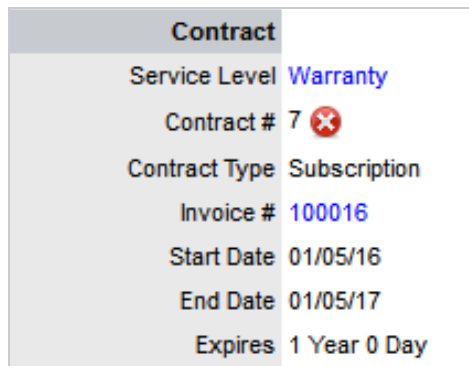 Contract
Service Level Warranty
Contract # 7
Contract Type Subscription
Invoice # 100016
Start Date 01/05/16
End Date 01/05/17
Expires 1 Year 0 Day